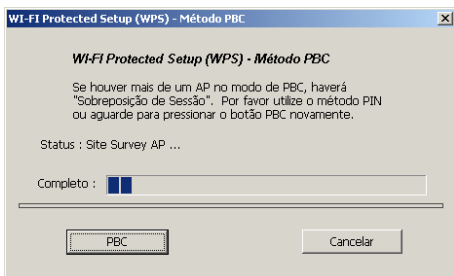 WI-FI Protected Setup (WPS) - Método PBC
WI-FI Protected Setup (WPS) - Método PBC
Se houver mais de um AP no modo de PBC, haverá
"Sobreposição de Sessão".  Por favor utilize o método PIN
ou aguarde para pressionar o botão PBC novamente.
Status : Site Survey AP ...
Completo :
PBC
Cancelar